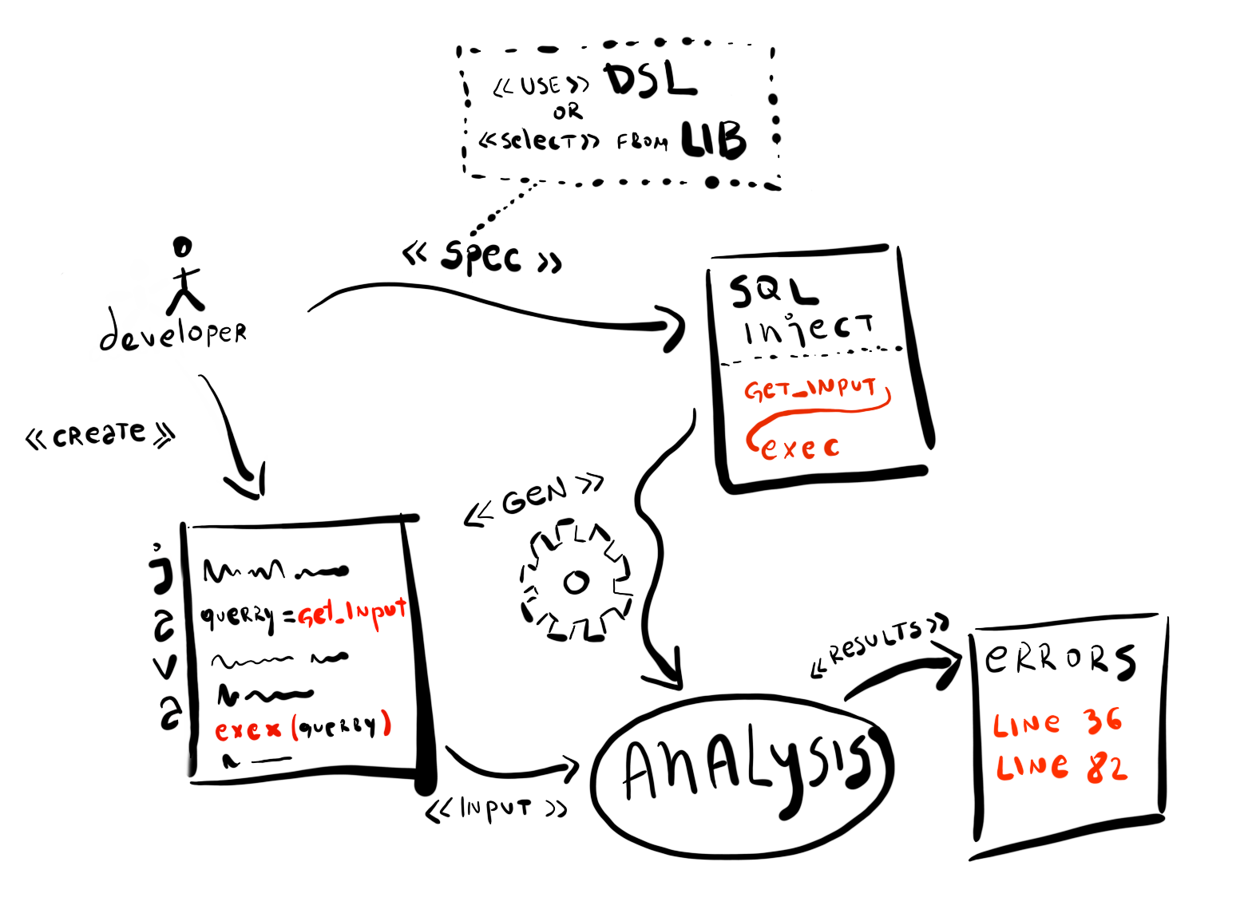 <<USE>> DSL
OR
<<select>> FROM LIB
<< Spec >>
developer
<<CREATE>>
SQL
Inject
GET_INPUT
exec
<<GEN>>
java
querry = Get_Input
exex (querry)
<<INPUT>>
ANALYSIS
<<RESULTS>>
ERRORS
LINE 36
LINE 82